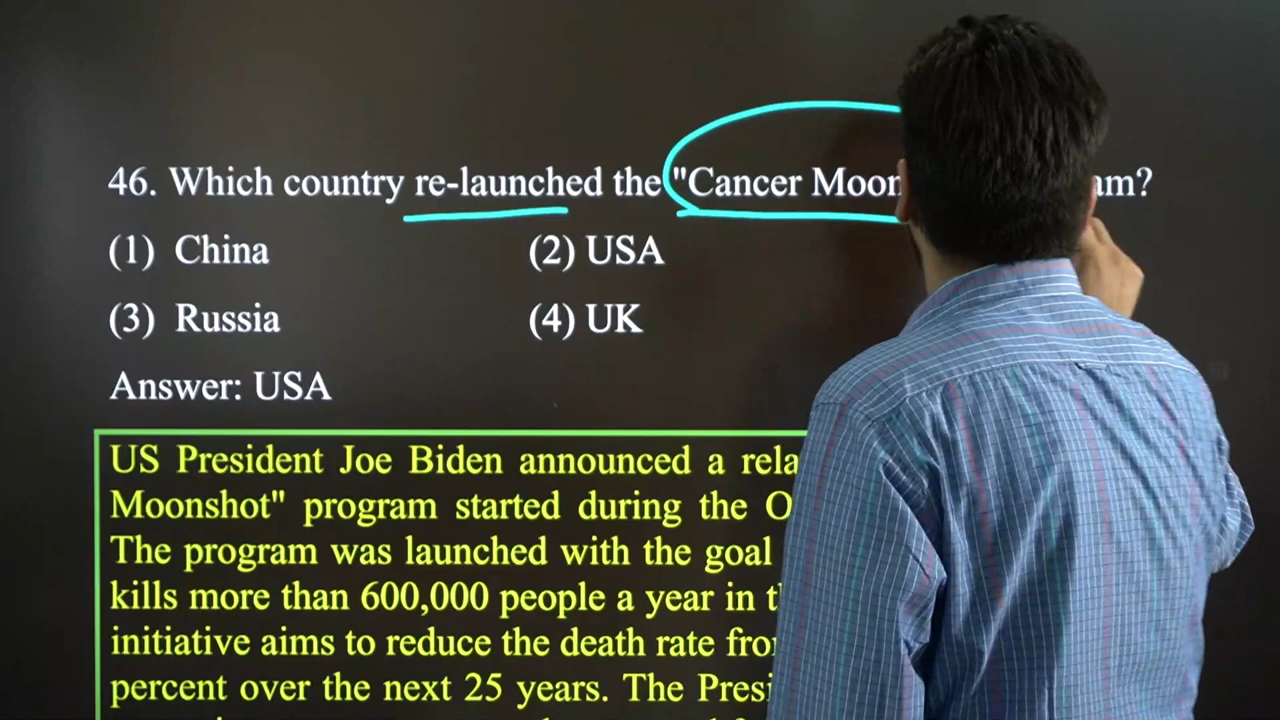 46. Which country re-launched the "Cancer Moon am?
(1) China (2) USA
(3) Russia (4) UK
Answer: USA
US President Joe Biden announced a
Moonshot" program started during the
The program was launched with the goal
kills more than 600,000 people a year in
initiative aims to reduce the death rate
percent over the next 25 years. The